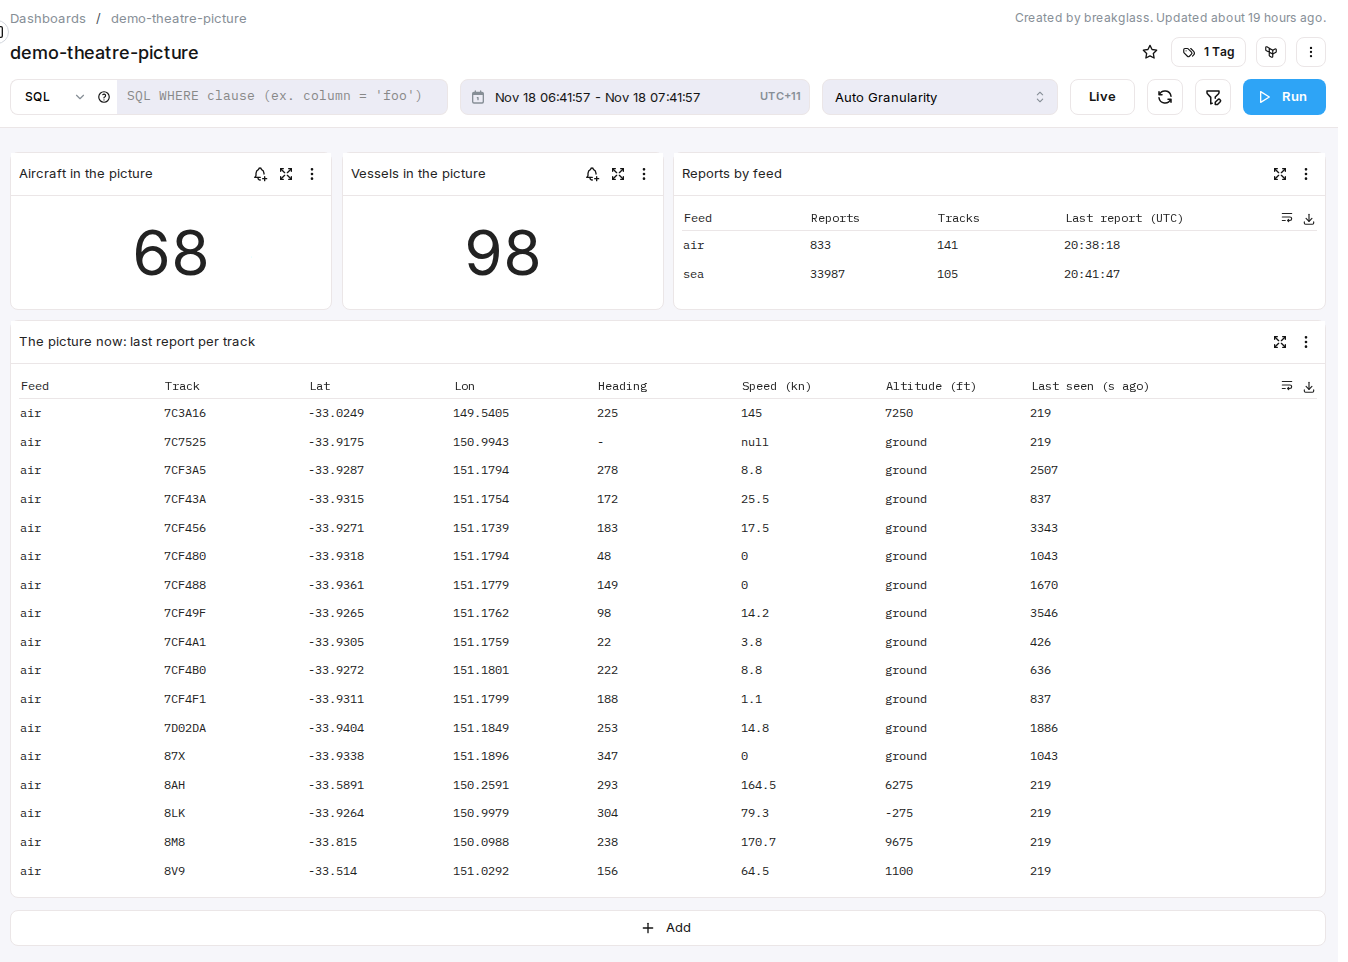 Dashboards / demo-theatre-picture
Created by breakglass. Updated about 19 hours ago.
demo-theatre-picture
1 Tag
SQL
SQL WHERE clause (ex. column = 'foo')
Nov 18 06:41:57 - Nov 18 07:41:57 UTC+11
Auto Granularity
Live
Run
Aircraft in the picture
68
Vessels in the picture
98
Reports by feed
Feed Reports Tracks Last report (UTC)
air 833 141 20:38:18
sea 33987 105 20:41:47
The picture now: last report per track
Feed Track Lat Lon Heading Speed (kn) Altitude (ft) Last seen (s ago)
air 7C3A16 -33.0249 149.5405 225 145 7250 219
air 7C7525 -33.9175 150.9943 - null ground 219
air 7CF3A5 -33.9287 151.1794 278 8.8 ground 2507
air 7CF43A -33.9315 151.1754 172 25.5 ground 837
air 7CF456 -33.9271 151.1739 183 17.5 ground 3343
air 7CF480 -33.9318 151.1794 48 0 ground 1043
air 7CF488 -33.9361 151.1779 149 0 ground 1670
air 7CF49F -33.9265 151.1762 98 14.2 ground 3546
air 7CF4A1 -33.9305 151.1759 22 3.8 ground 426
air 7CF4B0 -33.9272 151.1801 222 8.8 ground 636
air 7CF4F1 -33.9311 151.1799 188 1.1 ground 837
air 7D02DA -33.9404 151.1849 253 14.8 ground 1886
air 87X -33.9338 151.1896 347 0 ground 1043
air 8AH -33.5891 150.2591 293 164.5 6275 219
air 8LK -33.9264 150.9979 304 79.3 -275 219
air 8M8 -33.815 150.0988 238 170.7 9675 219
air 8V9 -33.514 151.0292 156 64.5 1100 219
Add